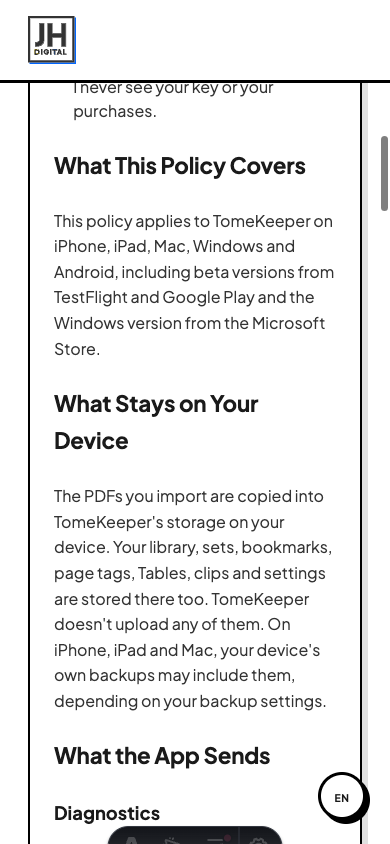 JH
DIGITAL
I never see your key or your
purchases.
What This Policy Covers
This policy applies to TomeKeeper on
iPhone, iPad, Mac, Windows and
Android, including beta versions from
TestFlight and Google Play and the
Windows version from the Microsoft
Store.
What Stays on Your
Device
The PDFs you import are copied into
TomeKeeper's storage on your
device. Your library, sets, bookmarks,
page tags, Tables, clips and settings
are stored there too. TomeKeeper
doesn't upload any of them. On
iPhone, iPad and Mac, your device's
own backups may include them,
depending on your backup settings.
What the App Sends
EN
Diagnostics